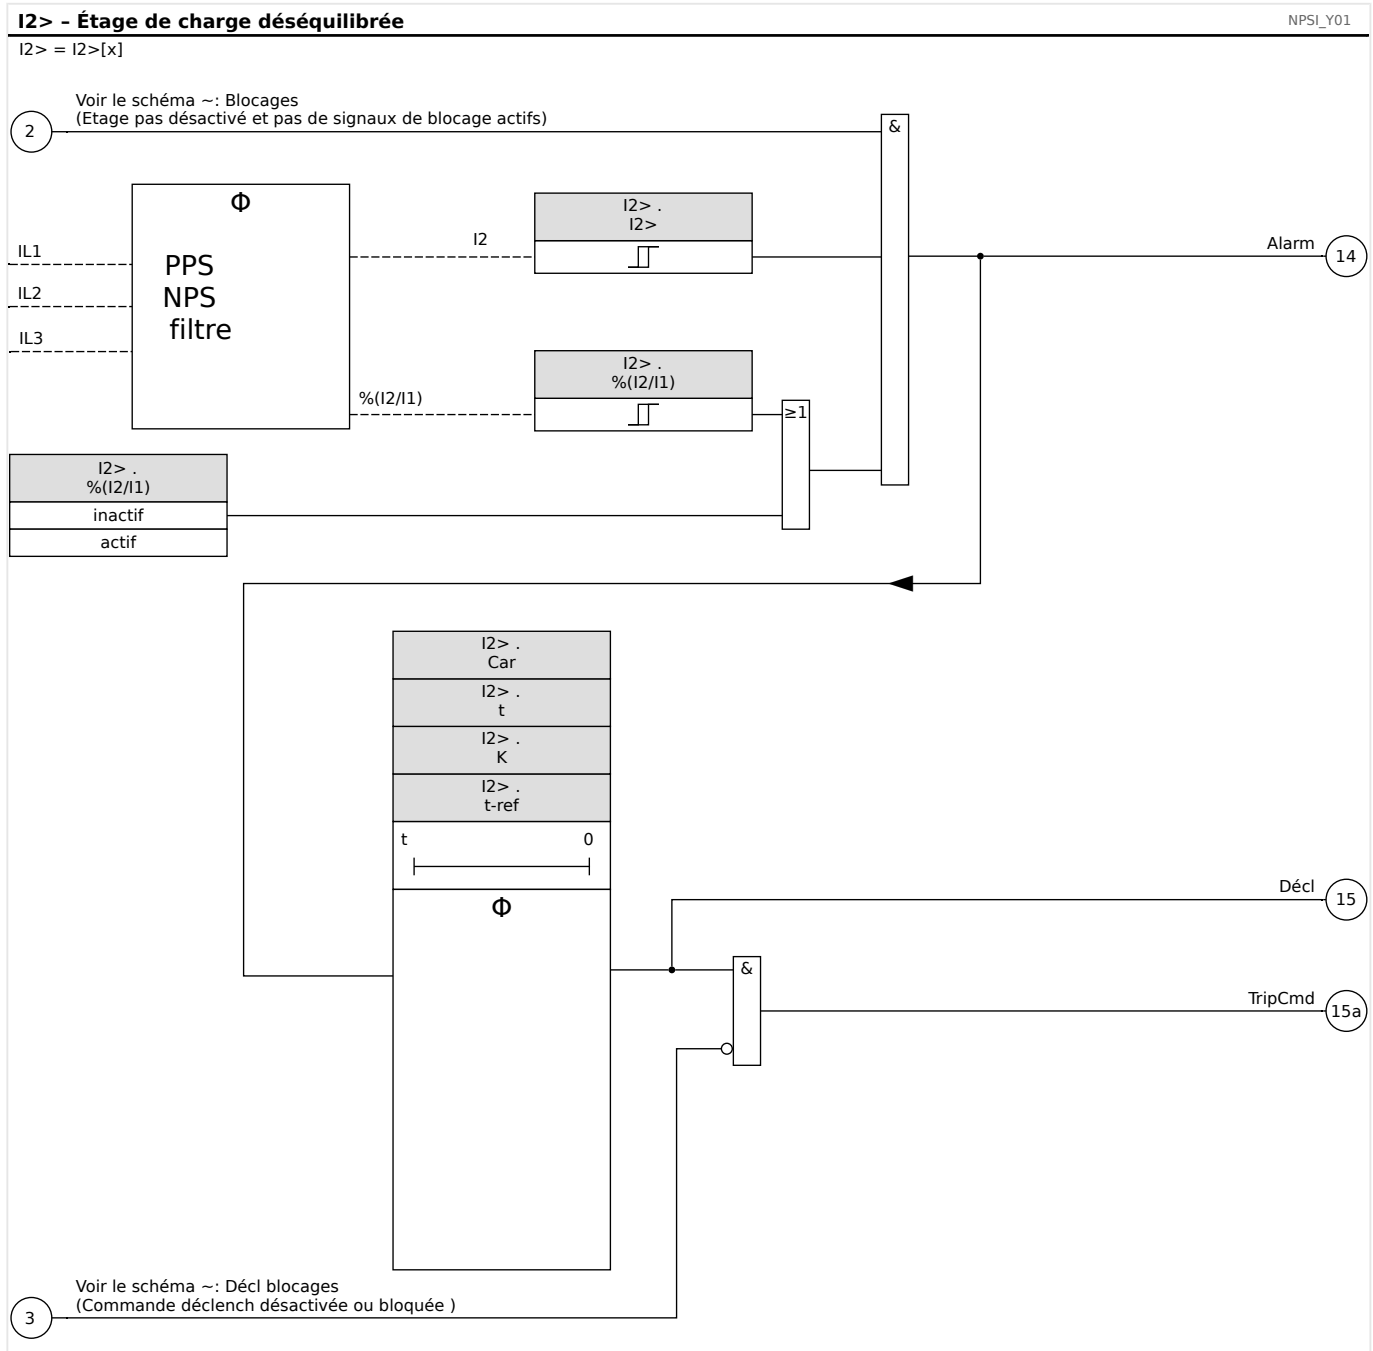 I2> – Étage de charge déséquilibrée
NPSI_Y01
I2> = I2>[x]
Voir le schéma ~: Blocages
(Etage pas désactivé et pas de signaux de blocage actifs)
2
&
Φ
PPS
NPS
filtre
IL1
IL2
IL3
I2
I2> .
I2>
Alarm
14
%(I2/I1)
I2> .
%(I2/I1)
≥1
I2> .
%(I2/I1)
inactif
actif
I2> .
Car
I2> .
t
I2> .
K
I2> .
t-ref
t 0
Φ
Décl
15
&
TripCmd
15a
Voir le schéma ~: Décl blocages
(Commande déclench désactivée ou bloquée )
3